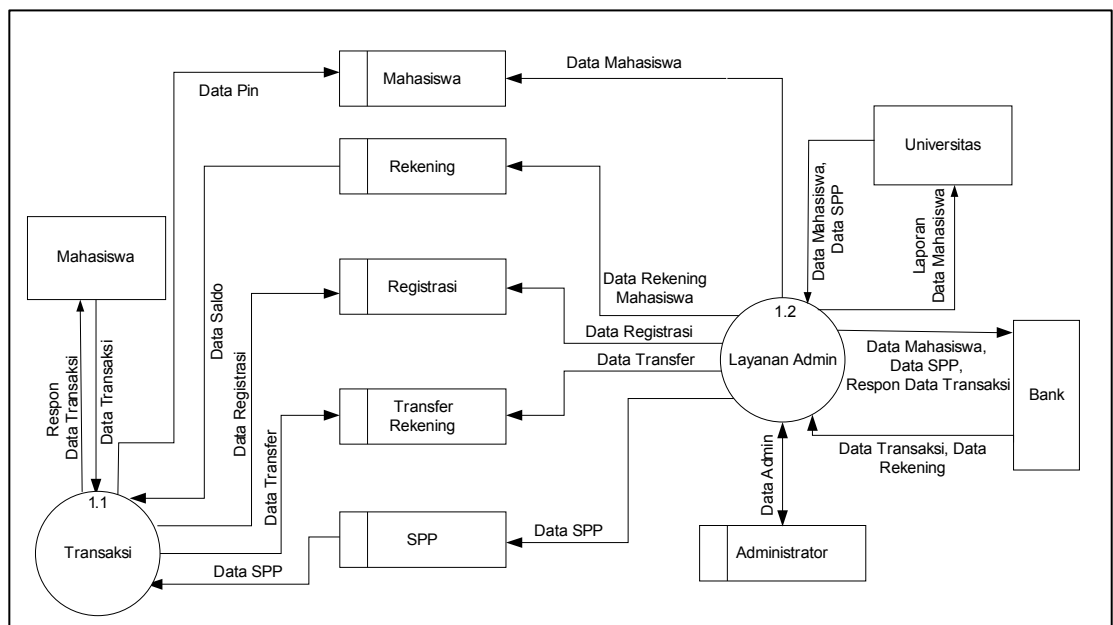 Mahasiswa
Data Mahasiswa
Data Pin
Rekening
Universitas
Data Mahasiswa,
Data SPP
Laporan
Data Mahasiswa
Mahasiswa
Registrasi
Data Rekening
Mahasiswa
Data Saldo
1.2
Layanan Admin
Data Registrasi
Data Transfer
Data Mahasiswa,
Data SPP,
Respon Data Transaksi
Bank
Respon
Data Transaksi
Data Transaksi
Data Registrasi
Data Transfer
Transfer
Rekening
Data Transaksi, Data
Rekening
Data Admin
1.1
Transaksi
SPP
Data SPP
Data SPP
Administrator